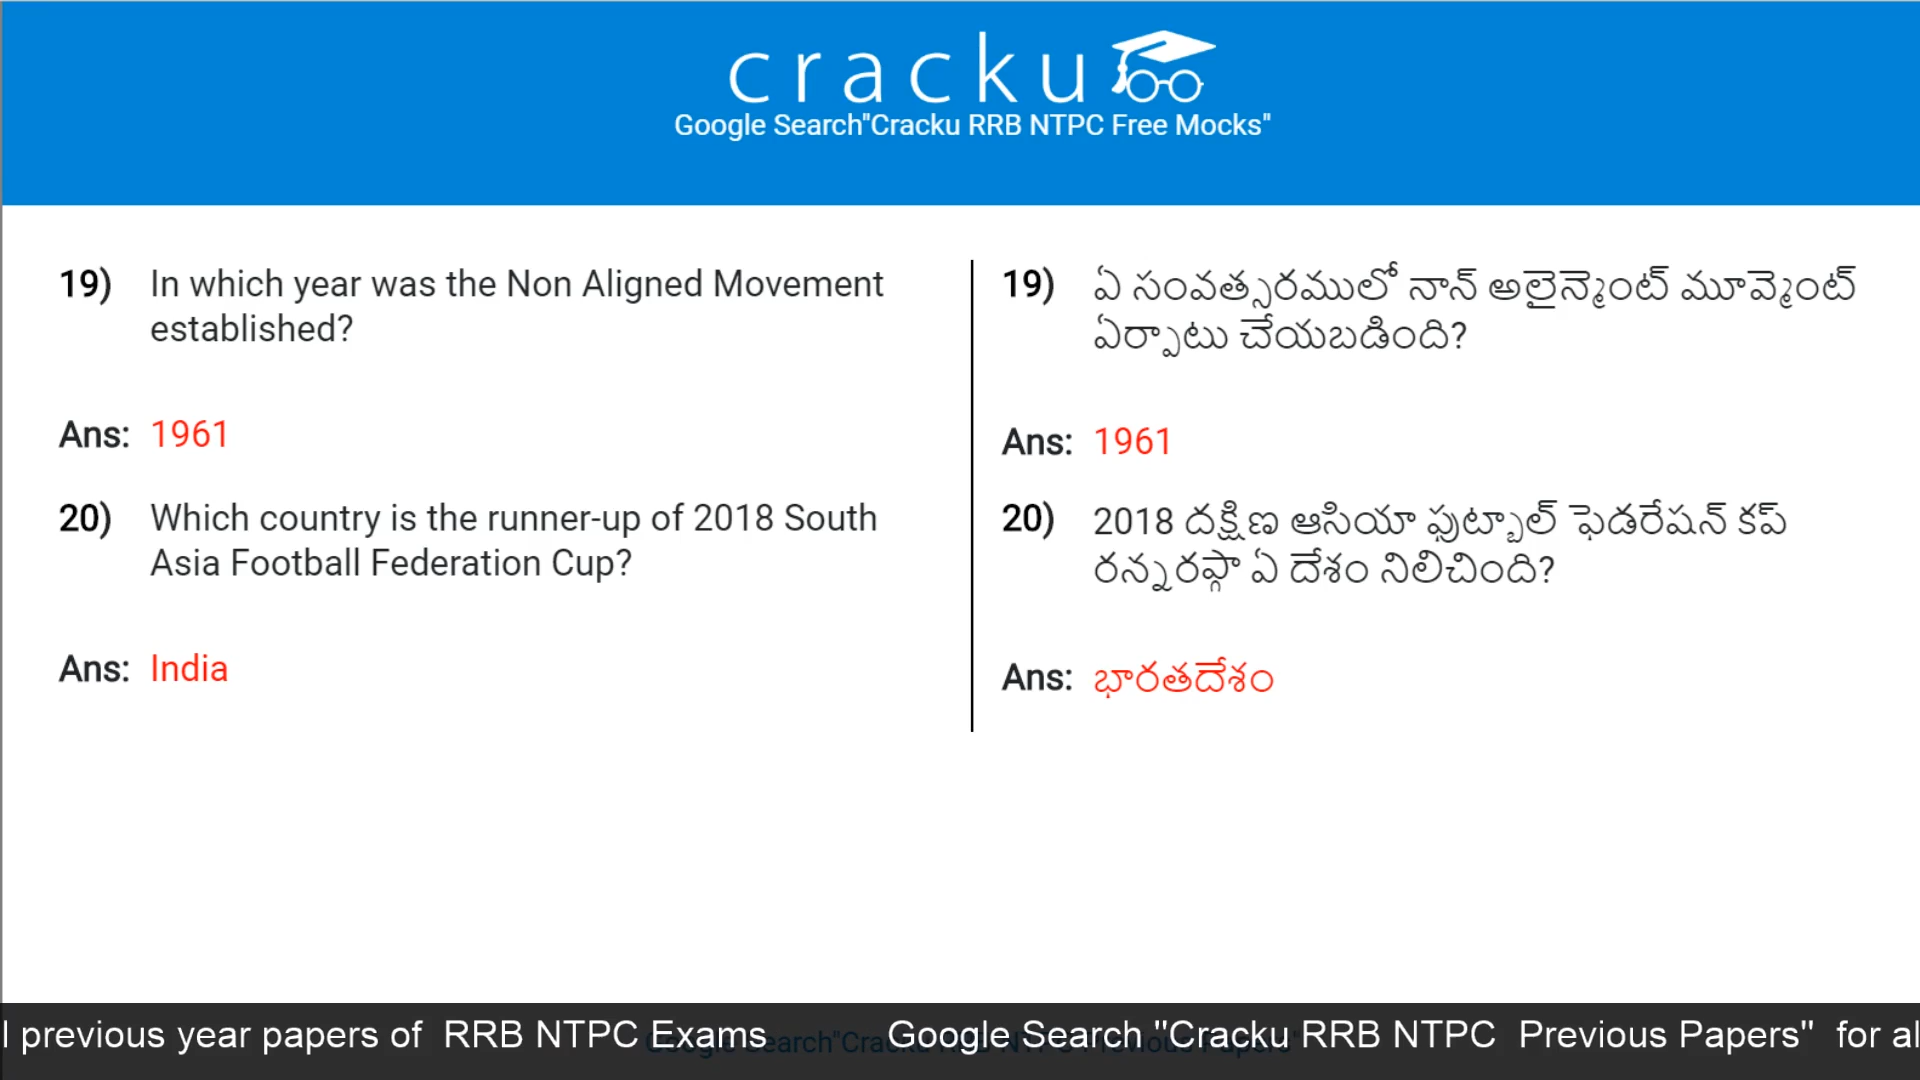 cracku
Google Search"Cracku RRB NTPC Free Mocks"
19) In which year was the Non Aligned Movement
established?
Ans: 1961
20) Which country is the runner-up of 2018 South
Asia Football Federation Cup?
Ans: India
19) ఏ సంవత్సరములో నాన్ అలైన్మెంట్ మూవ్మెంట్
ఏర్పాటు చేయబడింది?
Ans: 1961
20) 2018 దక్షిణ ఆసియా ఫుట్బాల్ ఫెడరేషన్ కప్
రన్నరఫ్గా ఏ దేశం నిలిచింది?
Ans: భారతదేశం
l previous year papers of RRB NTPC Exams Google Search "Cracku RRB NTPC Previous Papers" for al